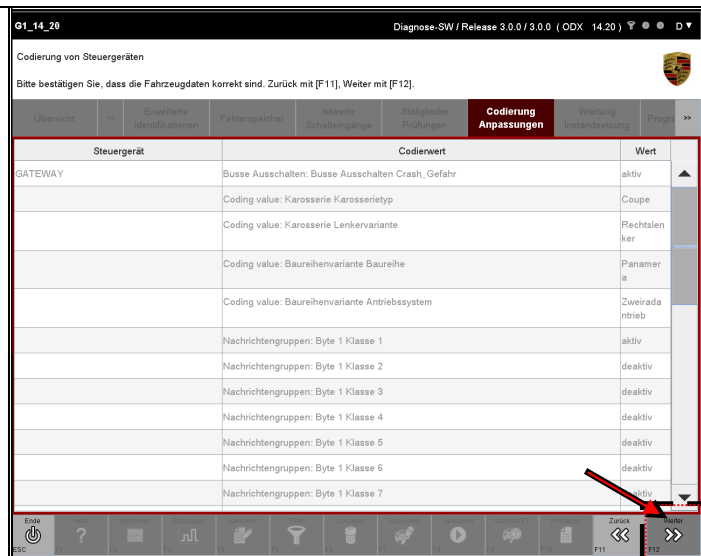 G1_14_20
Diagnose-SW / Release 3.0.0 / 3.0.0 ( ODX 14.20 ) D
Codierung von Steuergeräten
Bitte bestätigen Sie, dass die Fahrzeugdaten korrekt sind. Zurück mit [F11], Weiter mit [F12].
Übersicht
<<
Erweiterte
Identifikationen
Fehlerspeicher
Istwerte
Schalteingänge
Stellglieder
Prüfungen
Codierung
Anpassungen
Wartung
Instandsetzung
Progra
>>
Steuergerät Codierwert Wert
GATEWAY Busse Ausschalten: Busse Ausschalten Crash_Gefahr aktiv
Coding value: Karosserie Karosserietyp Coupe
Coding value: Karosserie Lenkervariante Rechtslen
ker
Coding value: Baureihenvariante Baureihe Panamer
a
Coding value: Baureihenvariante Antriebssystem Zweirada
ntrieb
Nachrichtengruppen: Byte 1 Klasse 1 aktiv
Nachrichtengruppen: Byte 1 Klasse 2 deaktiv
Nachrichtengruppen: Byte 1 Klasse 3 deaktiv
Nachrichtengruppen: Byte 1 Klasse 4 deaktiv
Nachrichtengruppen: Byte 1 Klasse 5 deaktiv
Nachrichtengruppen: Byte 1 Klasse 6 deaktiv
Nachrichtengruppen: Byte 1 Klasse 7 deaktiv
Ende
ESC
Hilfe
F1
Zurück
F11
Weiter
F12